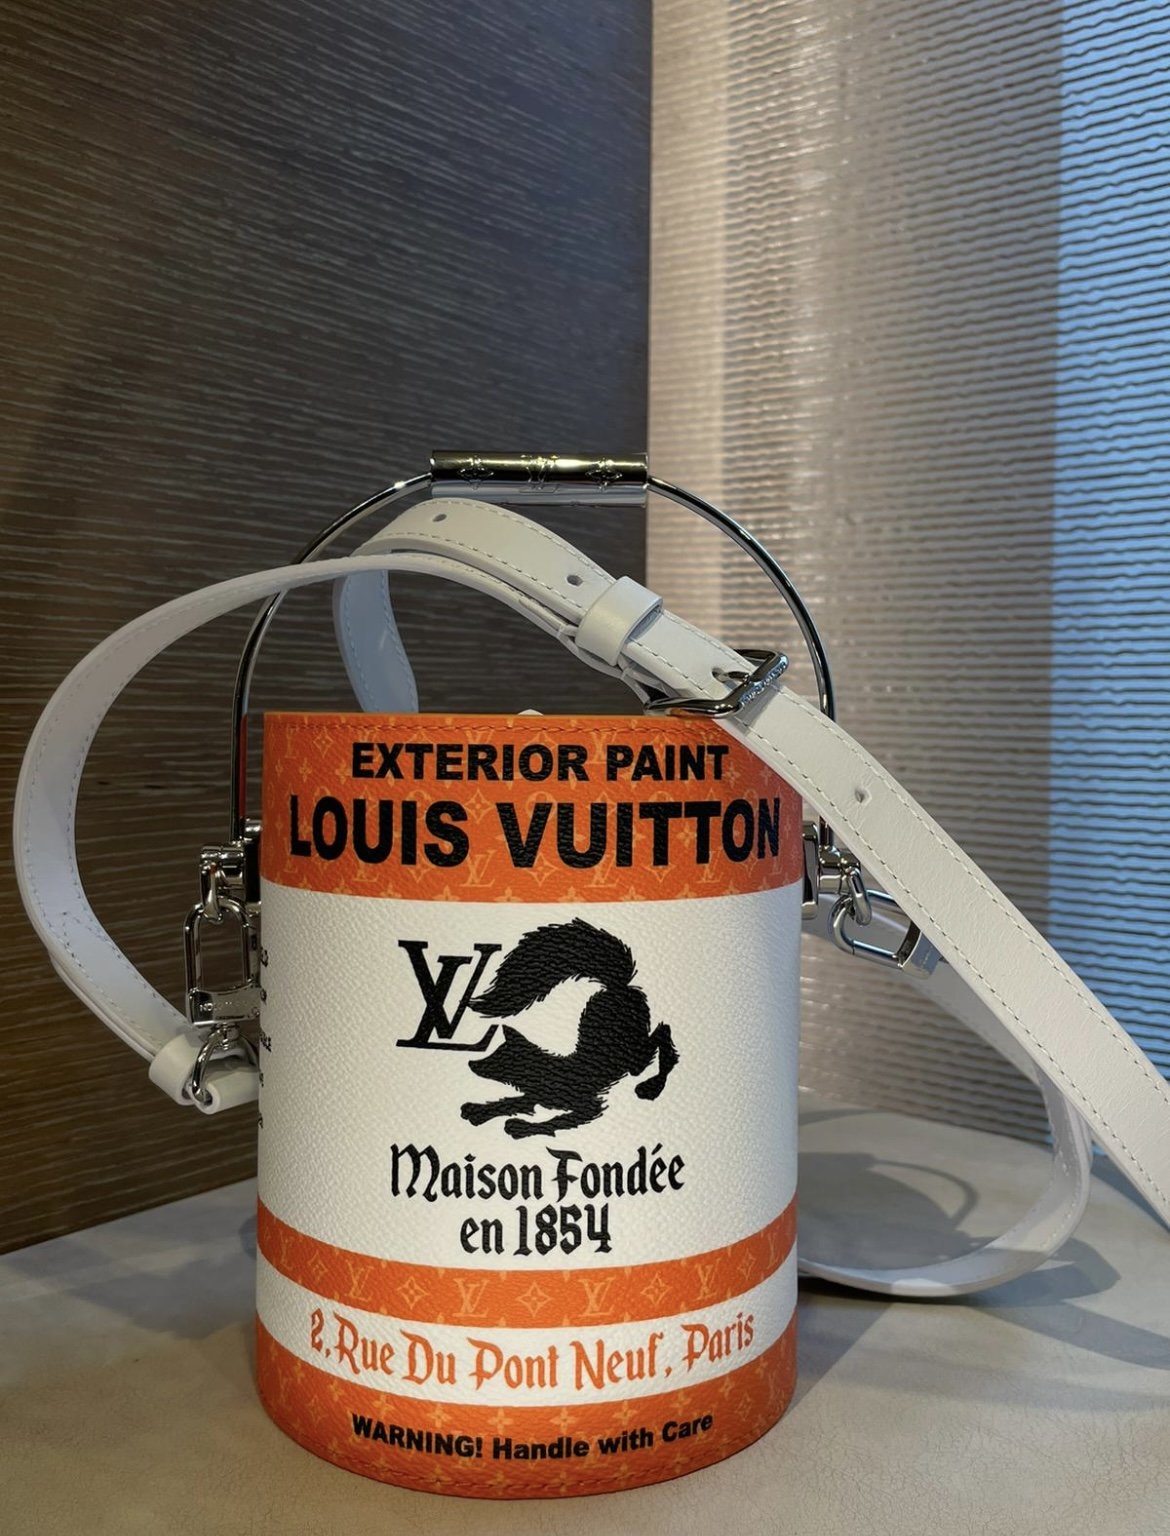 EXTERIOR PAINT
LOUIS VUITTON
LV
Maison Fondée
en 1854
2, Rue Du Pont Neuf, Paris
WARNING! Handle with Care